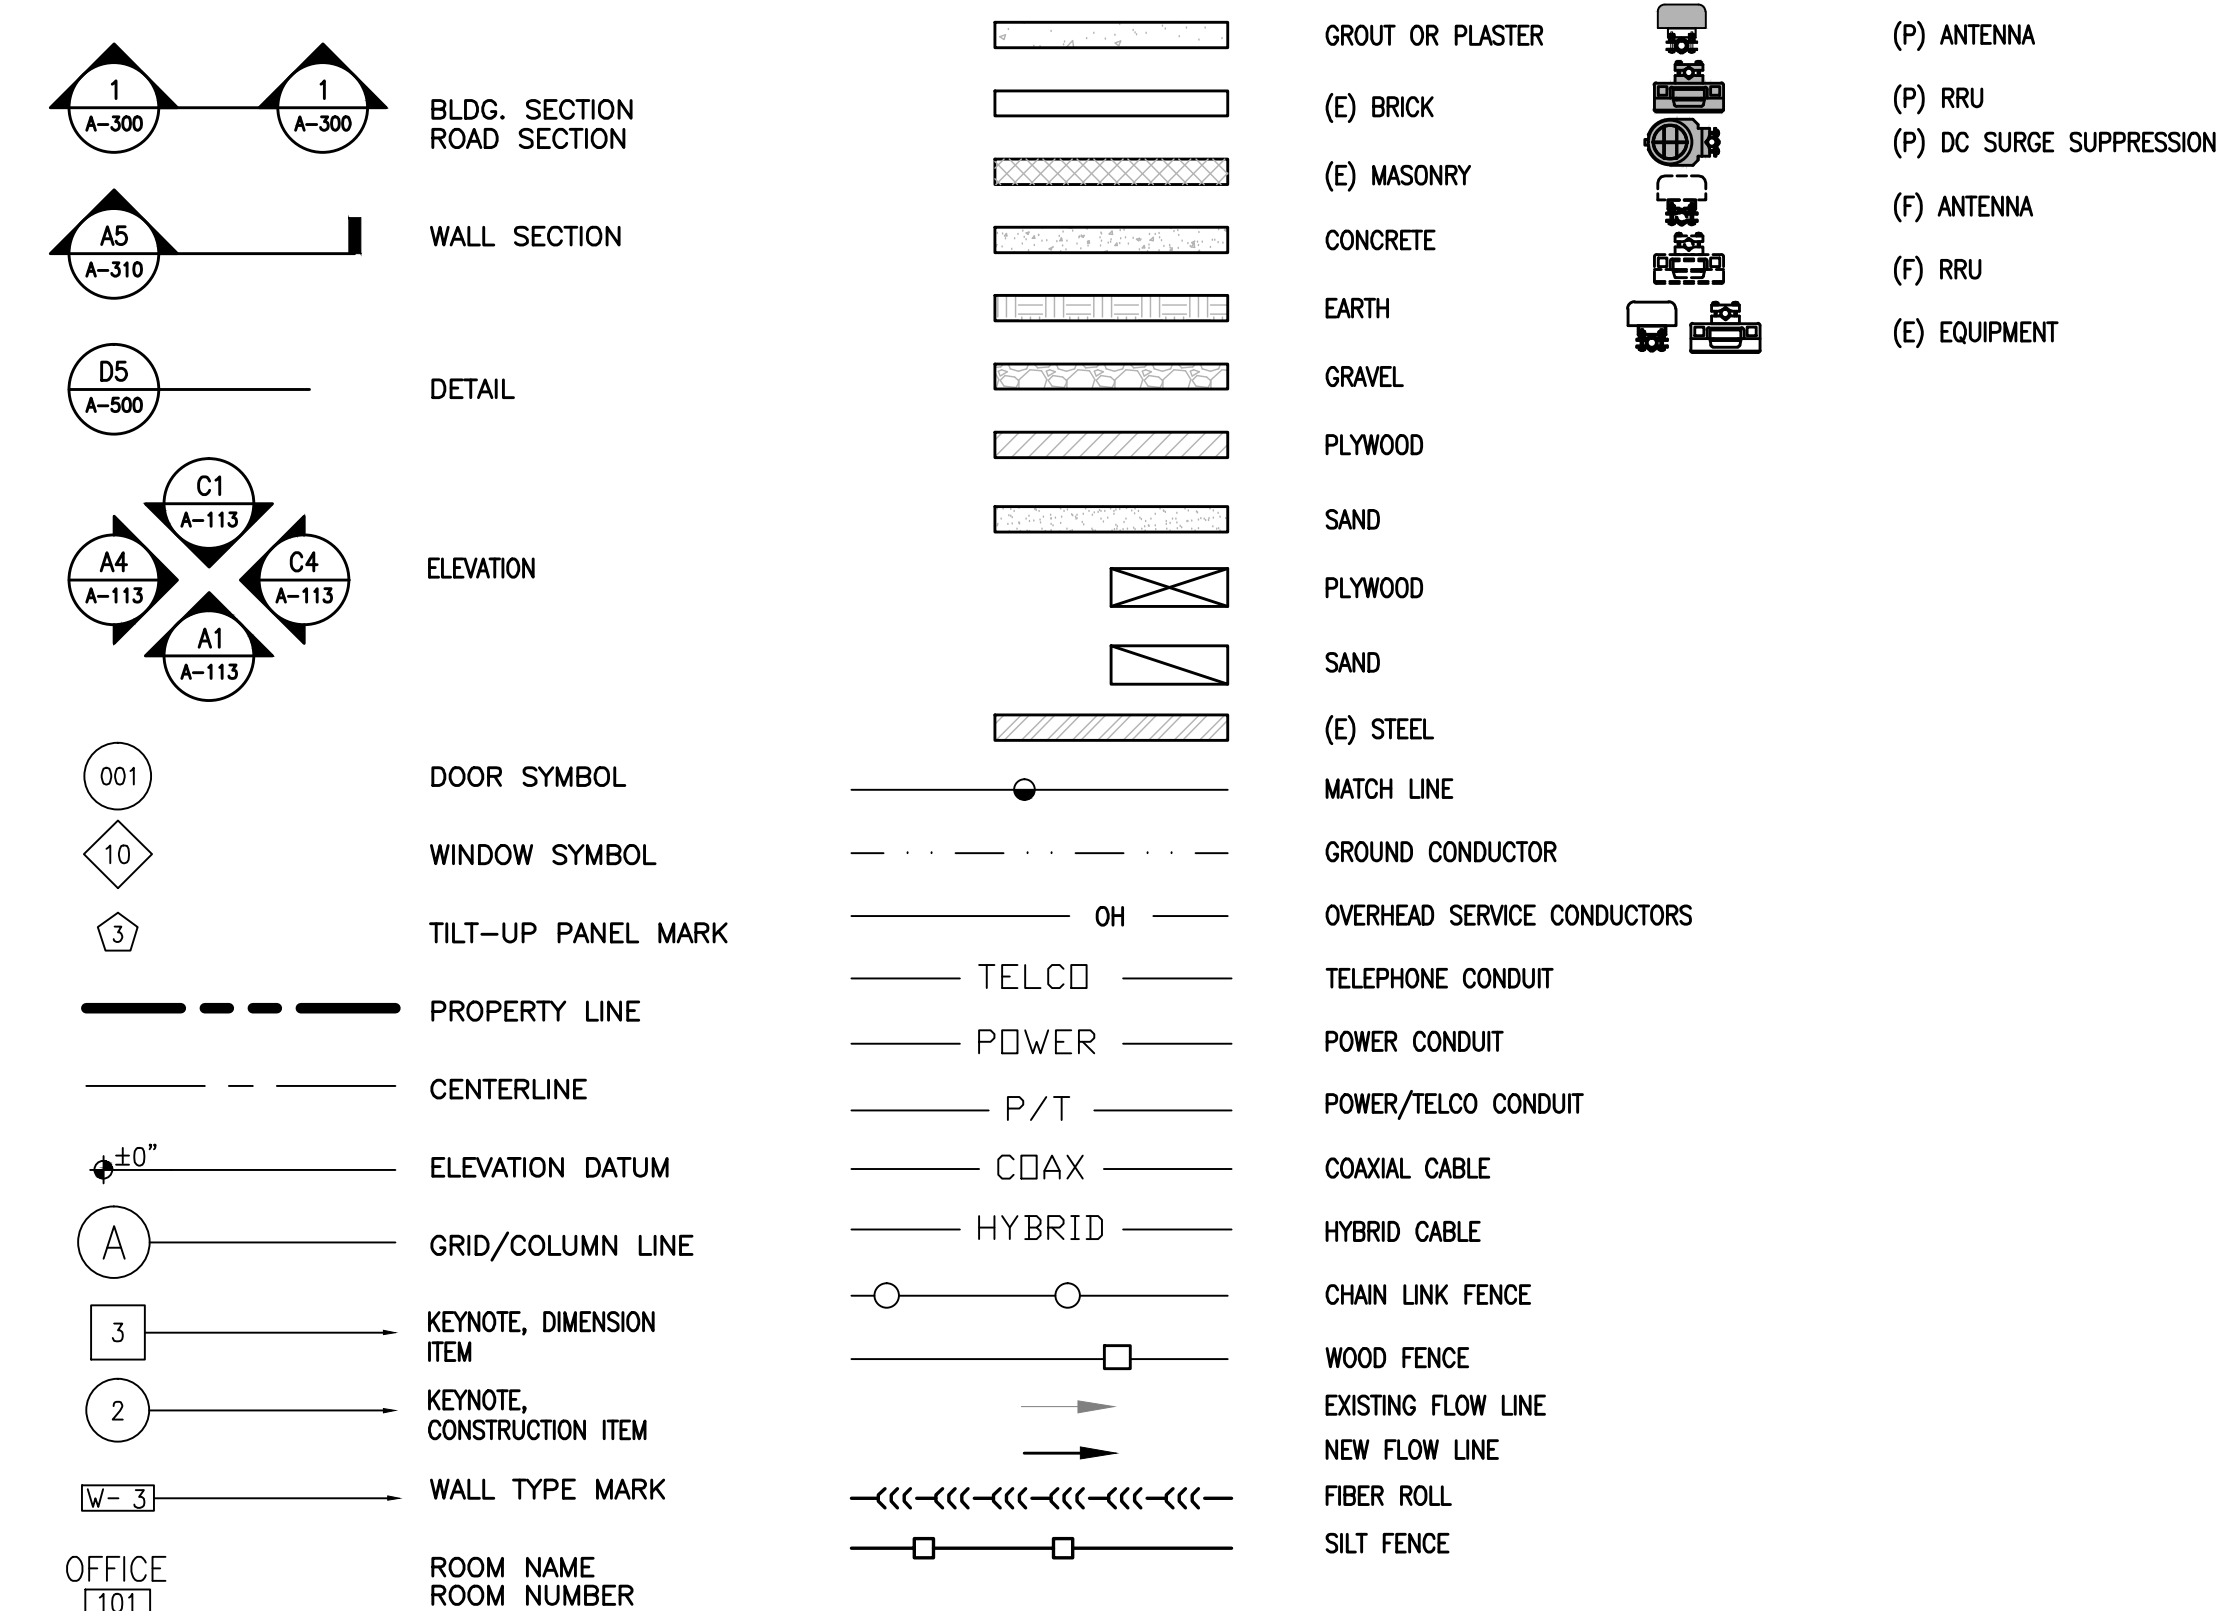 1
A-300
1
A-300
BLDG. SECTION
ROAD SECTION
A5
A-310
WALL SECTION
D5
A-500
DETAIL
C1
A-113
A4
A-113
C4
A-113
A1
A-113
ELEVATION
001
DOOR SYMBOL
10
WINDOW SYMBOL
3
TILT-UP PANEL MARK
PROPERTY LINE
CENTERLINE
±0"
ELEVATION DATUM
A
GRID/COLUMN LINE
3
KEYNOTE, DIMENSION
ITEM
2
KEYNOTE,
CONSTRUCTION ITEM
W- 3
WALL TYPE MARK
OFFICE
101
ROOM NAME
ROOM NUMBER
GROUT OR PLASTER
(E) BRICK
(E) MASONRY
CONCRETE
EARTH
GRAVEL
PLYWOOD
SAND
PLYWOOD
SAND
(E) STEEL
MATCH LINE
GROUND CONDUCTOR
OH
OVERHEAD SERVICE CONDUCTORS
TELCO
TELEPHONE CONDUIT
POWER
POWER CONDUIT
P/T
POWER/TELCO CONDUIT
COAX
COAXIAL CABLE
HYBRID
HYBRID CABLE
CHAIN LINK FENCE
WOOD FENCE
EXISTING FLOW LINE
NEW FLOW LINE
FIBER ROLL
SILT FENCE
(P) ANTENNA
(P) RRU
(P) DC SURGE SUPPRESSION
(F) ANTENNA
(F) RRU
(E) EQUIPMENT